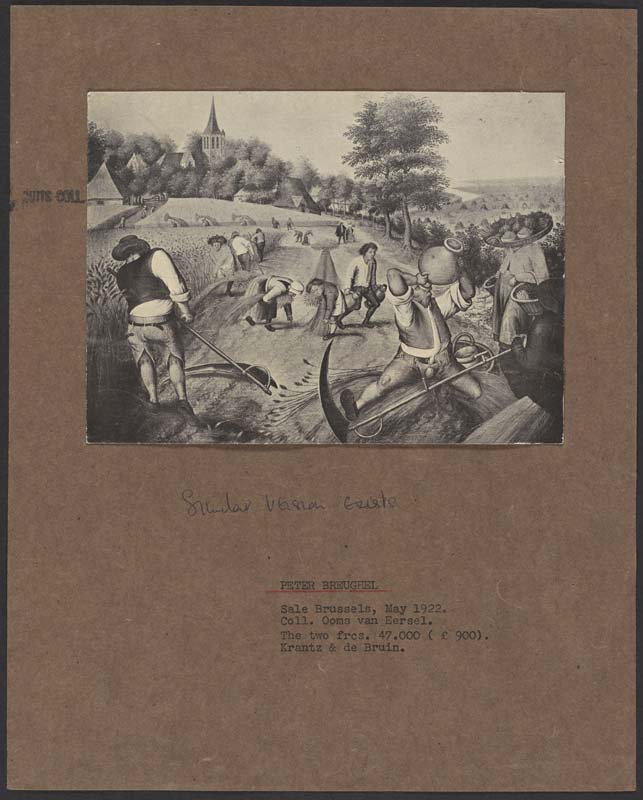 Similar Version exists
PETER BREUGHEL
Sale Brussels, May 1922.
Coll. Ooms van Eersel.
The two frcs. 47.000 ( £ 900).
Krantz & de Bruin.